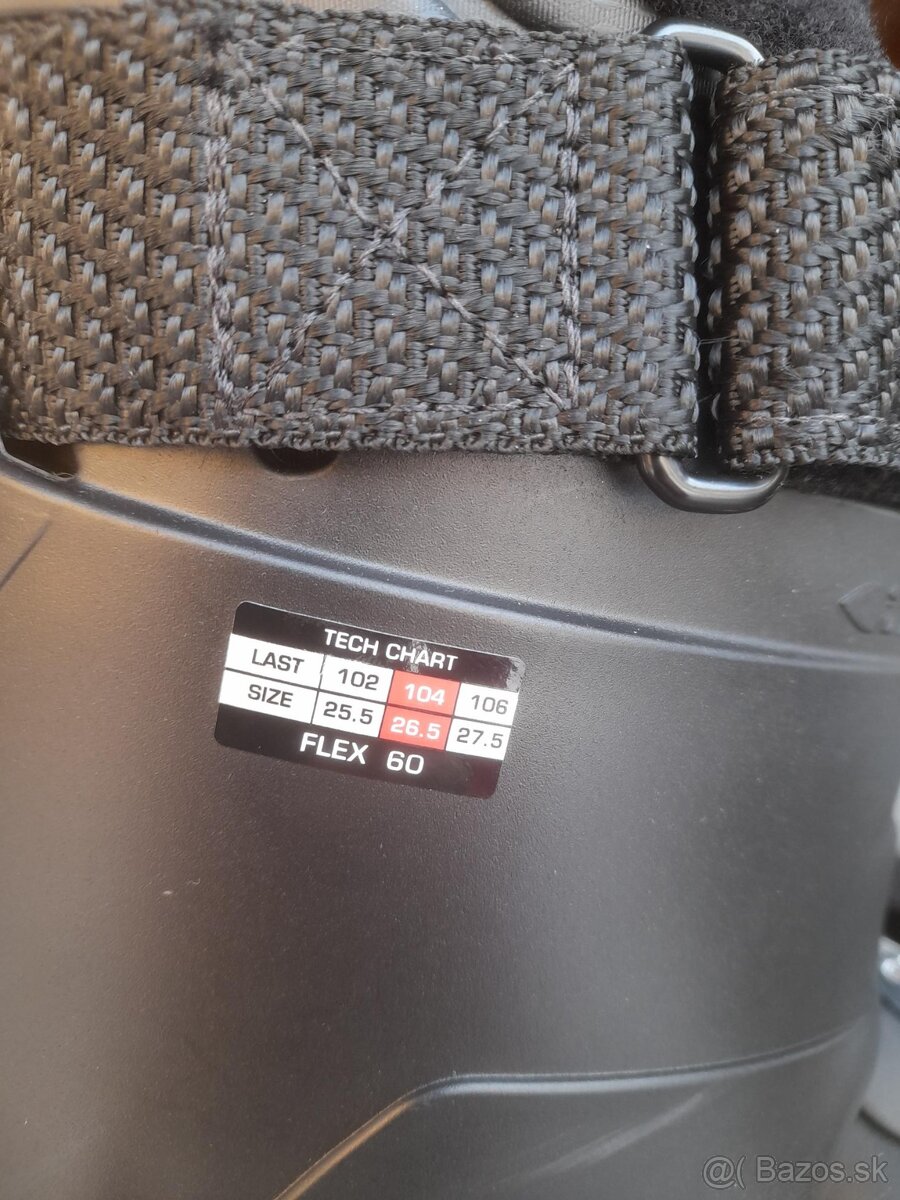 TECH CHART
LAST 102 104 106
SIZE 25.5 26.5 27.5
FLEX 60
@( Bazos.sk